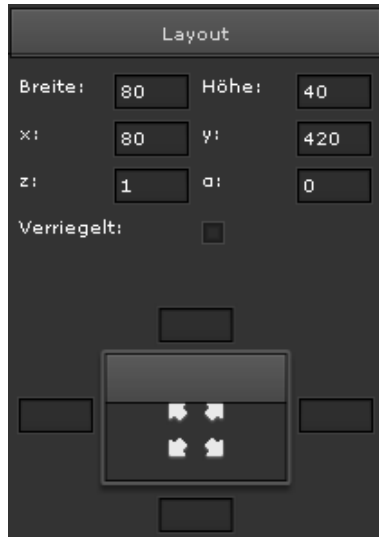 Layout
Breite: 80 Höhe: 40
x: 80 y: 420
z: 1 a: 0
Verriegelt: